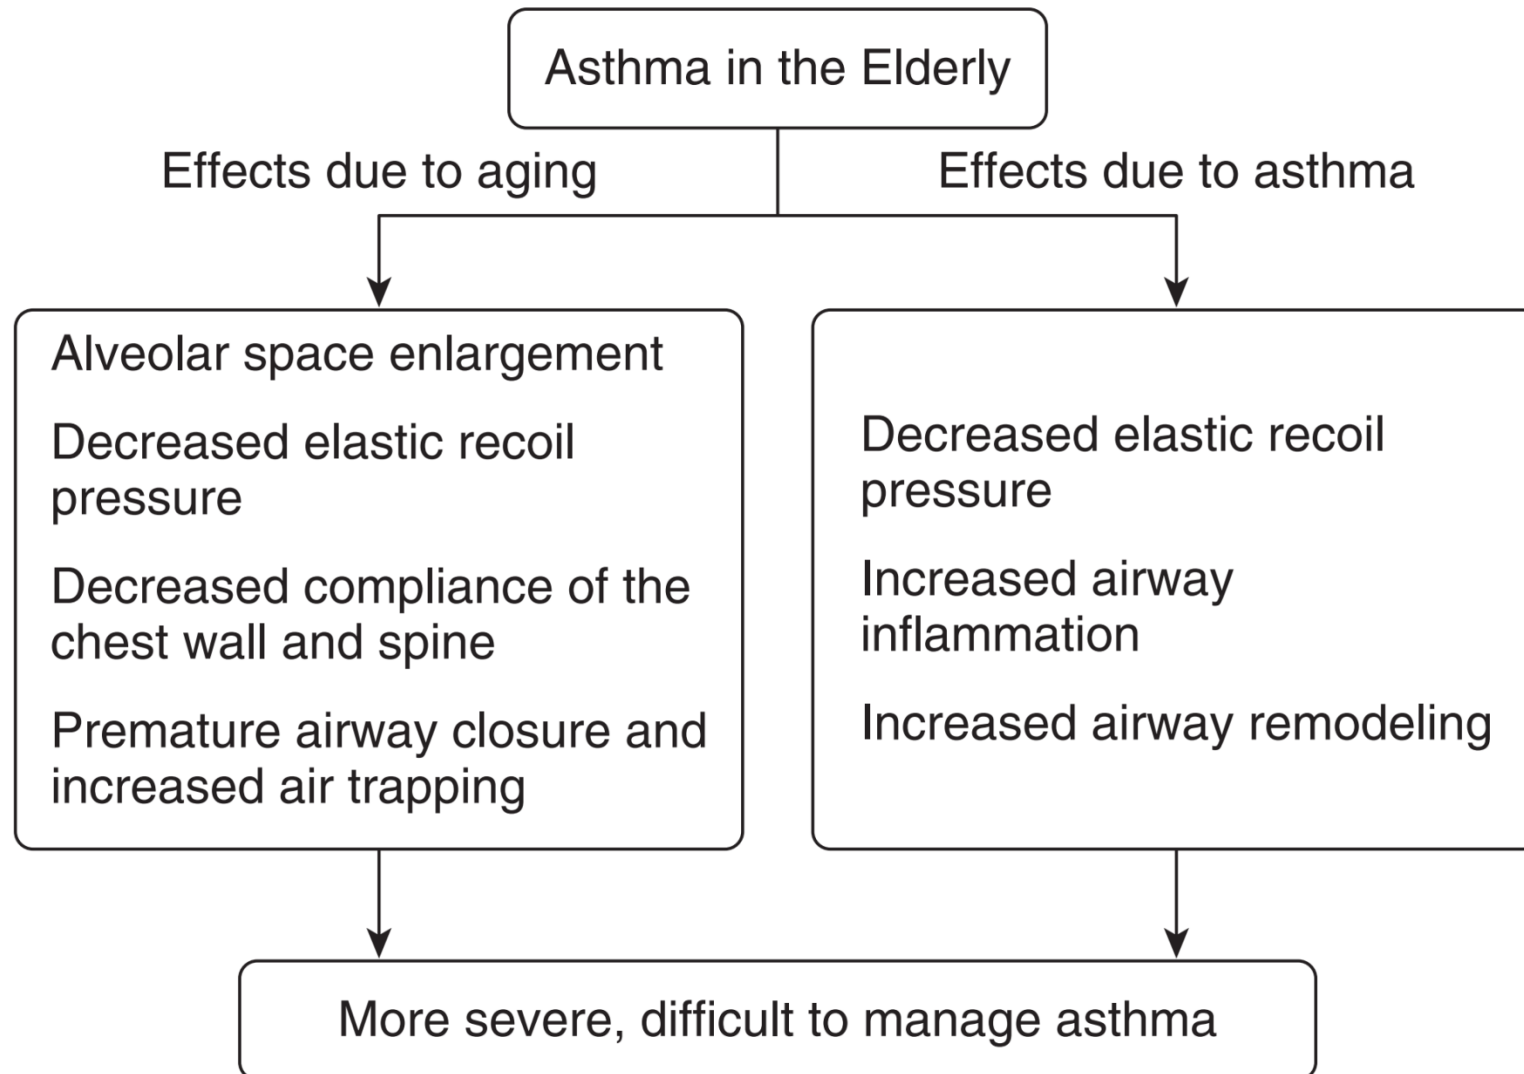 Asthma in the Elderly
Effects due to aging
Effects due to asthma
Alveolar space enlargement
Decreased elastic recoil
pressure
Decreased compliance of the
chest wall and spine
Premature airway closure and
increased air trapping
Decreased elastic recoil
pressure
Increased airway
inflammation
Increased airway remodeling
More severe, difficult to manage asthma